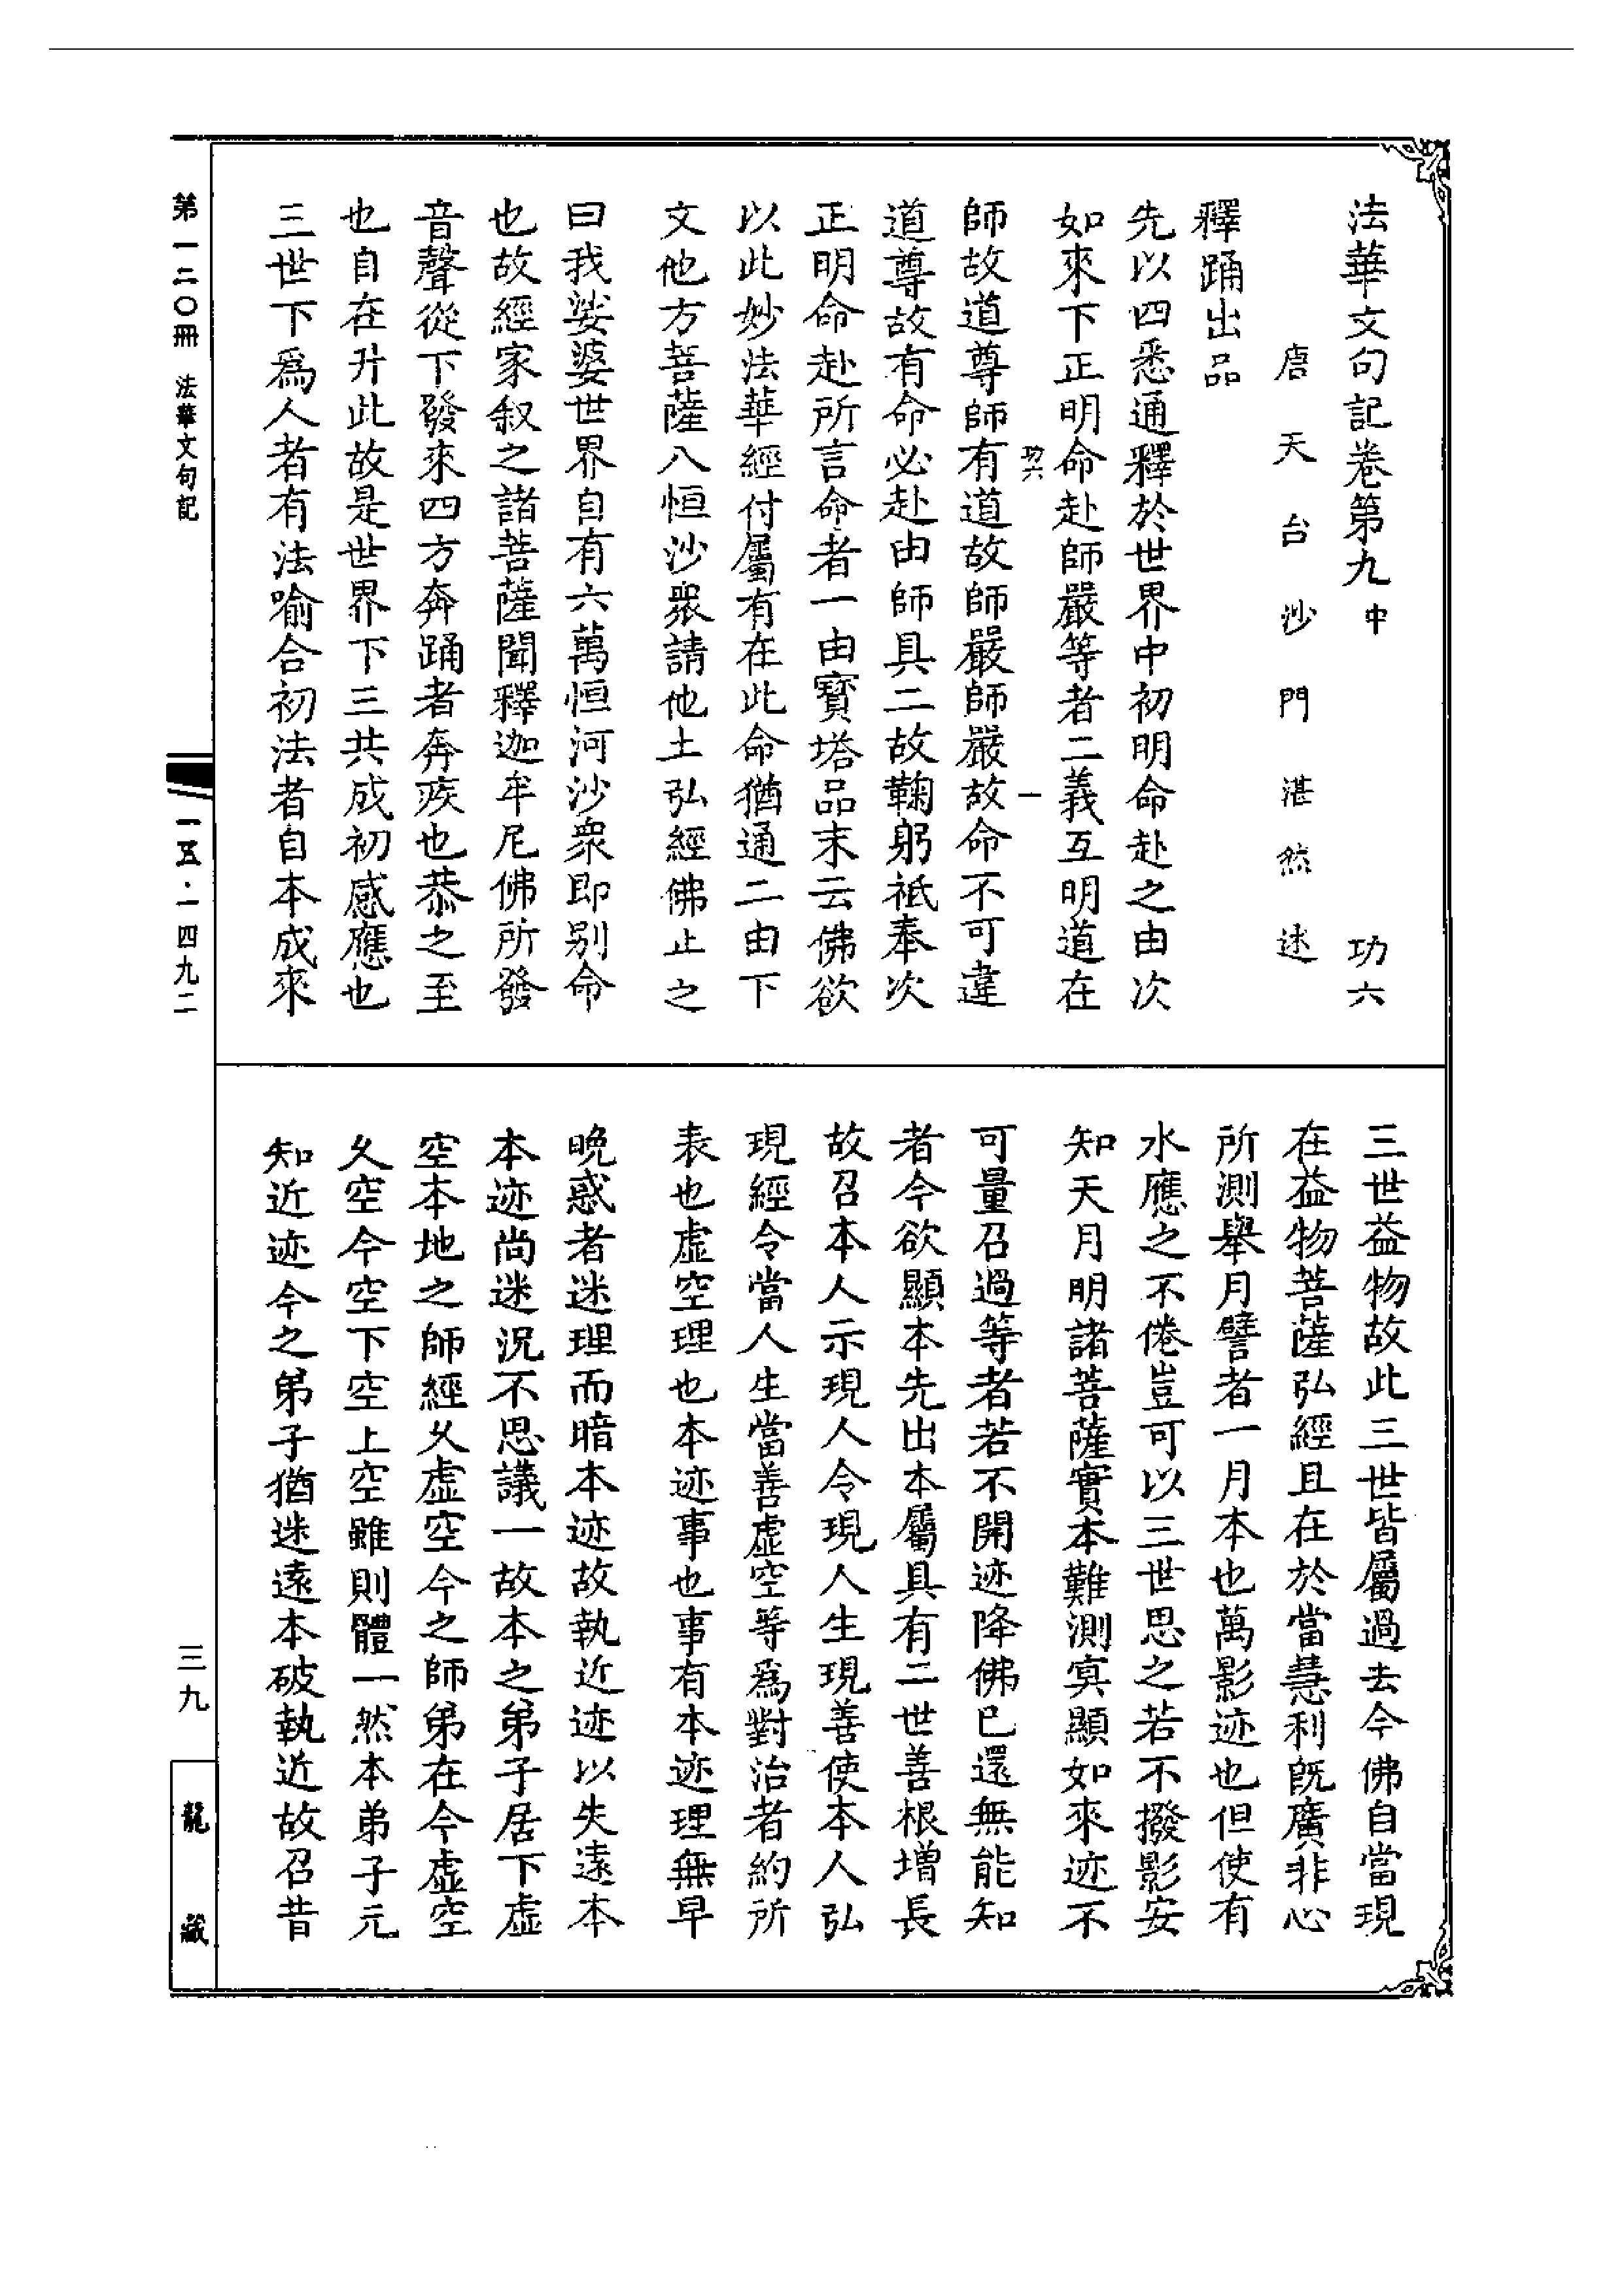 法華文句記卷第九中　功六
唐天台沙門湛然述
釋踊出品
先以四悉通釋於世界中初明命赴之由次
如來下正明命赴師嚴等者二義互明道在
功六　一
師故道尊師有道故師嚴師嚴故命不可違
道尊故有命必赴由師具二故鞠躬祇奉次
正明命赴所言命者一由寶塔品末云佛欲
以此妙法華經付屬有在此命猶通二由下
文他方菩薩八恒沙眾請他土弘經佛止之
曰我娑婆世界自有六萬恒河沙眾即別命
也故經家叙之諸菩薩聞釋迦牟尼佛所發
音聲從下發來四方奔踊者奔疾也恭之至
也自在升此故是世界下三共成初感應也
三世下為人者有法喻合初法者自本成來
三世益物故此三世皆屬過去今佛自當現
在益物菩薩弘經且在於當慧利既廣非心
所測舉月譬者一月本也萬影迹也但使有
水應之不倦豈可以三世思之若不撥影安
知天月明諸菩薩實本難測寘顯如來迹不
可量召過等者若不開迹降佛已還無能知
者今欲顯本先出本屬具有二世善根增長
故召本人示現人令現人生現善使本人弘
現經令當人生當善虛空等為對治者約所
表也虛空理也本迹事也事有本迹理無早
晚惑者迷理而暗本迹故執近迹以失遠本
本迹尚迷況不思議一故本之弟子居下虛
空本地之師經久虛空今之師弟在今虛空
久空今空下空上空雖則體一然本弟子元
知近迹今之弟子猶迷遠本破執近故召昔
第一二〇冊　法華文句記
一五・一四九二
三九
龍藏